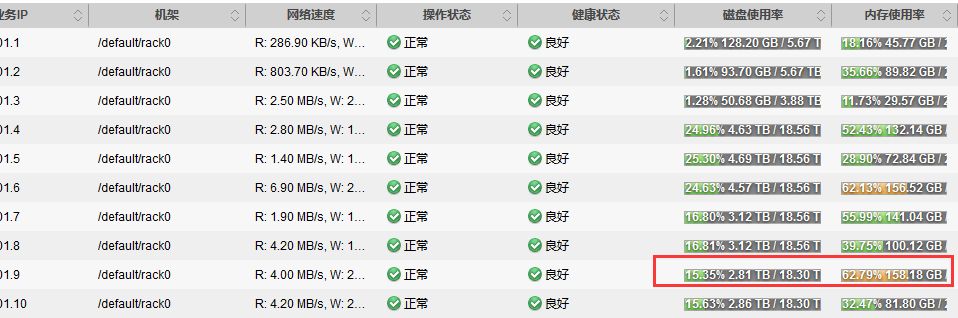 业务IP 机架 网络速度 操作状态 健康状态 磁盘使用率 内存使用率
01.1 /default/rack0 R: 286.90 KB/s, W... 正常 良好 2.21% 128.20 GB / 5.67 T 18.16% 45.77 GB / 2
01.2 /default/rack0 R: 803.70 KB/s, W... 正常 良好 1.61% 93.70 GB / 5.67 TB 35.66% 89.82 GB / 2
01.3 /default/rack0 R: 2.50 MB/s, W: 2... 正常 良好 1.28% 50.68 GB / 3.88 TB 11.73% 29.57 GB / 2
01.4 /default/rack0 R: 2.80 MB/s, W: 1... 正常 良好 24.96% 4.63 TB / 18.56 T 52.43% 132.14 GB /
01.5 /default/rack0 R: 1.40 MB/s, W: 1... 正常 良好 25.30% 4.69 TB / 18.56 T 28.90% 72.84 GB / 2
01.6 /default/rack0 R: 6.90 MB/s, W: 2... 正常 良好 24.63% 4.57 TB / 18.56 T 62.13% 156.52 GB /
01.7 /default/rack0 R: 1.90 MB/s, W: 1... 正常 良好 16.80% 3.12 TB / 18.56 T 55.99% 141.04 GB /
01.8 /default/rack0 R: 4.20 MB/s, W: 1... 正常 良好 16.81% 3.12 TB / 18.56 T 39.75% 100.12 GB /
01.9 /default/rack0 R: 4.00 MB/s, W: 2... 正常 良好 15.35% 2.81 TB / 18.30 T 62.79% 158.18 GB /
01.10 /default/rack0 R: 4.20 MB/s, W: 2... 正常 良好 15.63% 2.86 TB / 18.30 T 32.47% 81.80 GB / 2